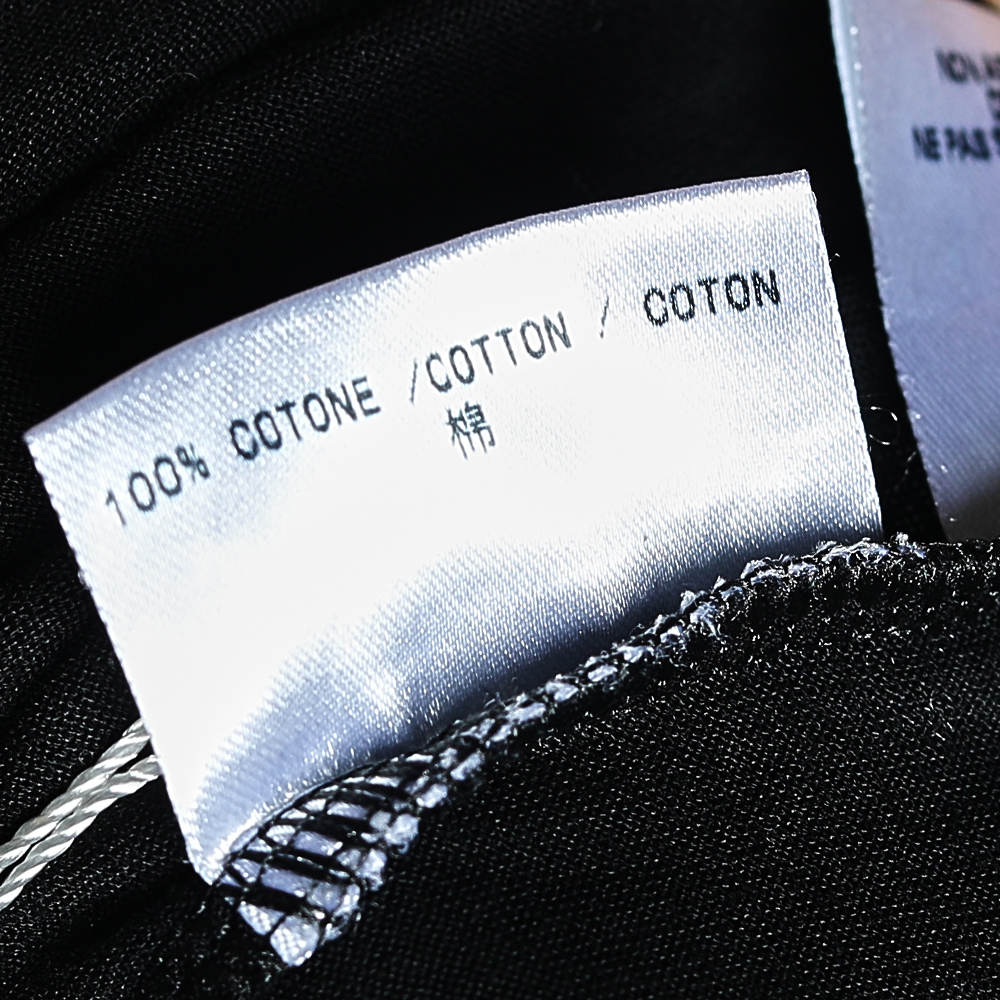 100% COTONE /COTTON / COTON
棉
NE PAS